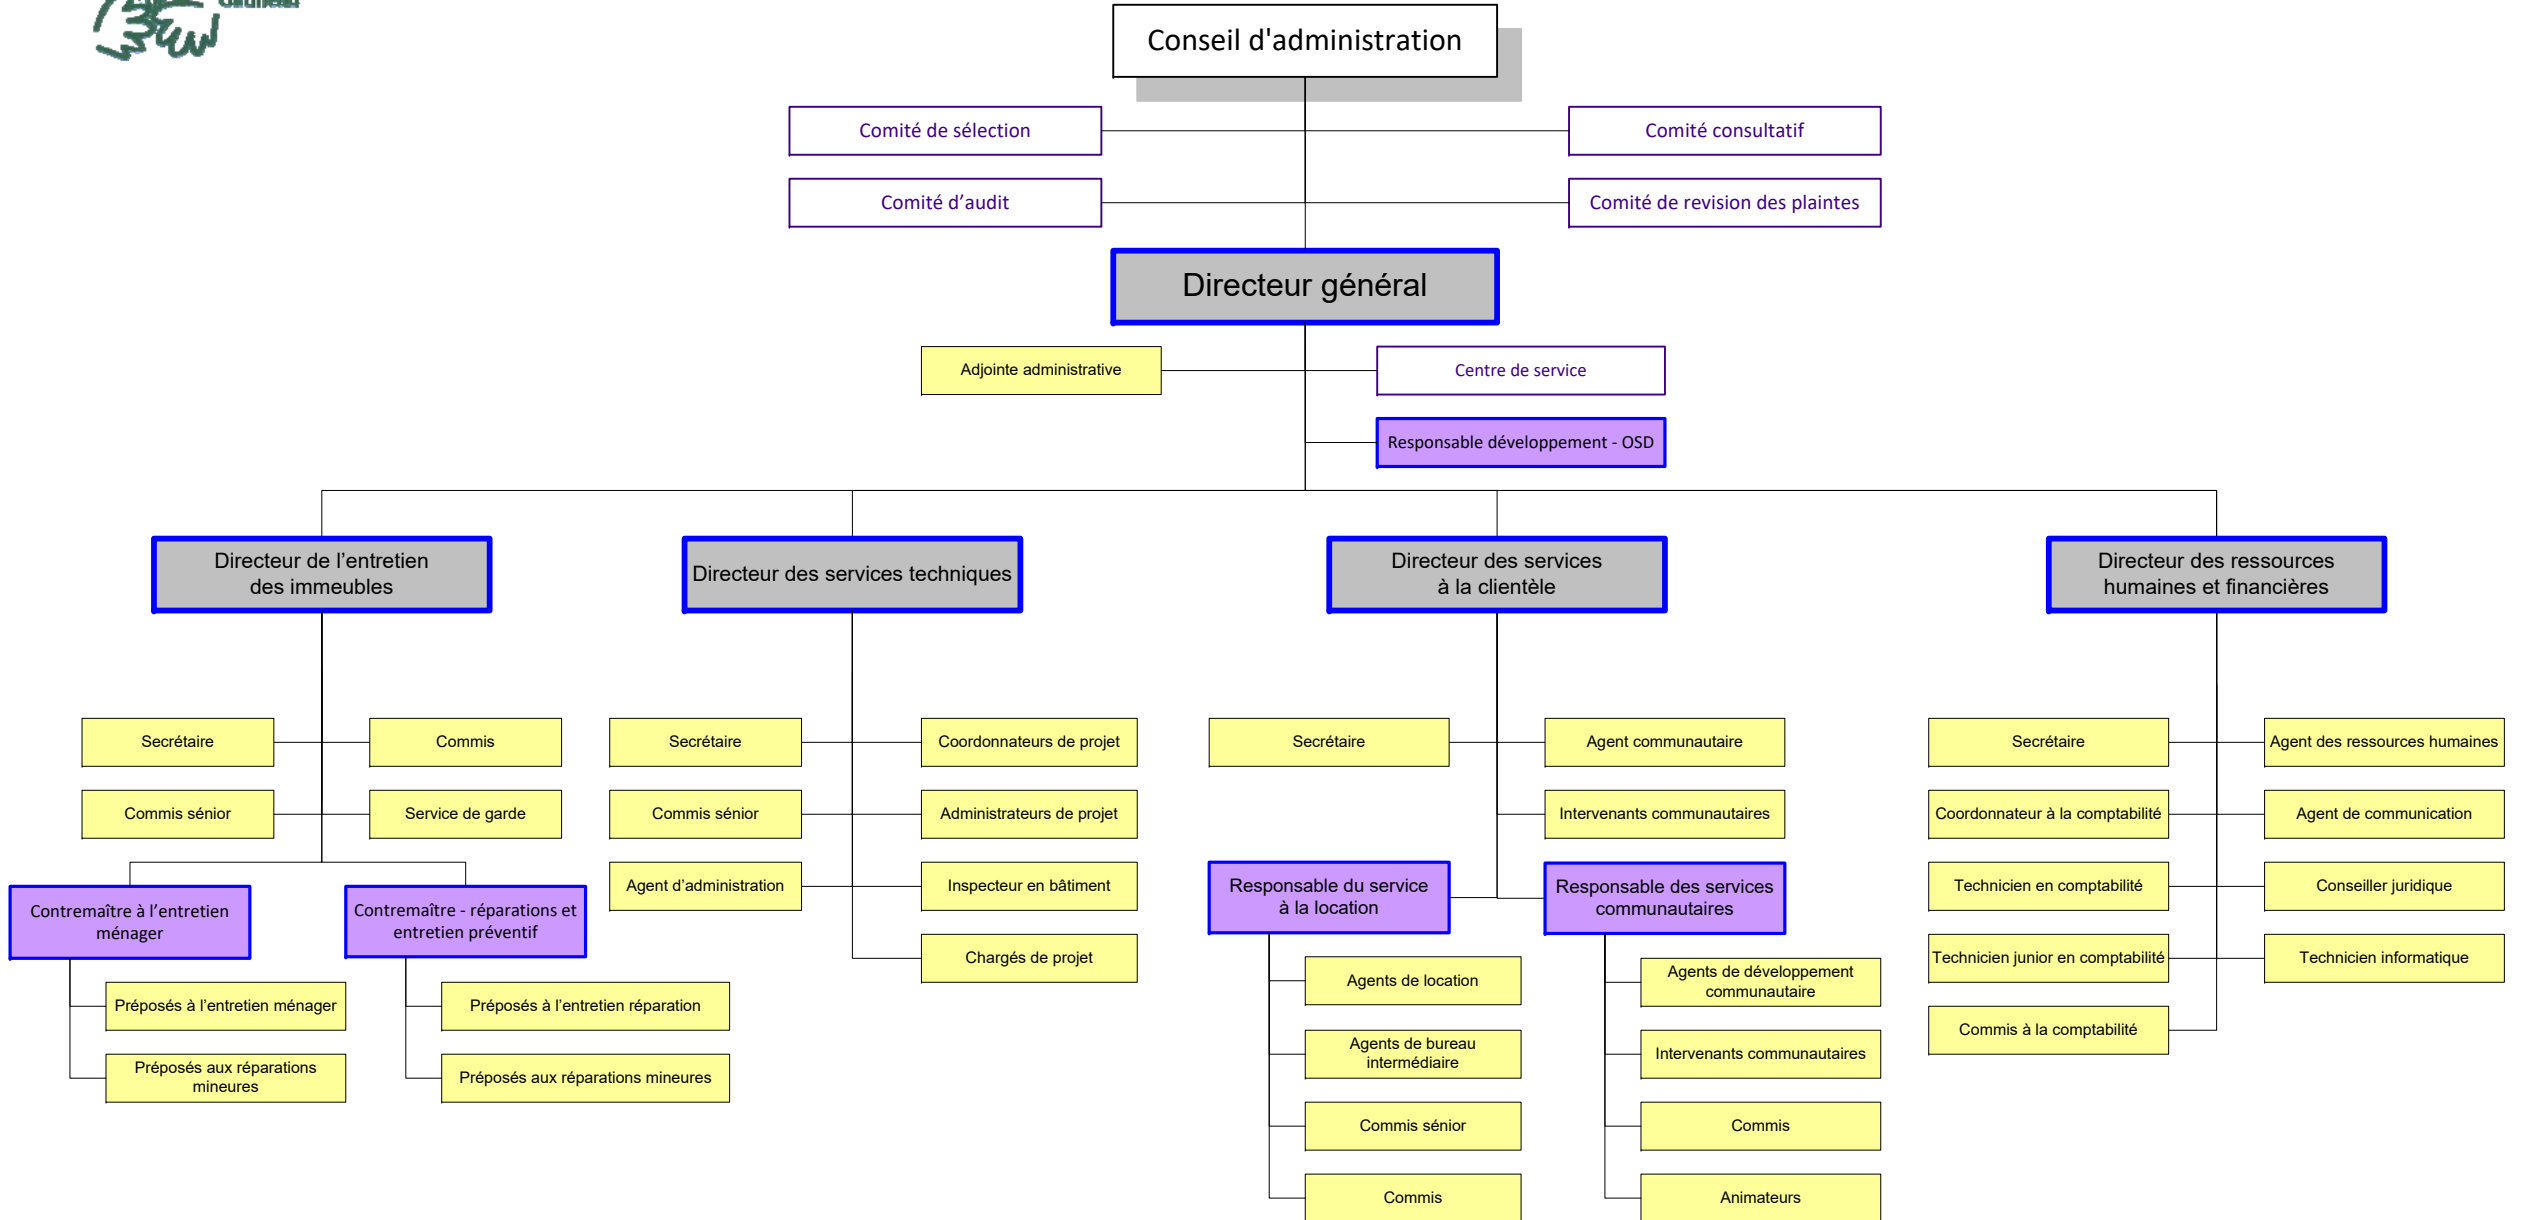 Conseil d'administration
Comité de sélection
Comité consultatif
Comité d’audit
Comité de revision des plaintes
Directeur général
Adjointe administrative
Centre de service
Responsable développement - OSD
Directeur de l’entretien
des immeubles
Directeur des services techniques
Directeur des services
à la clientèle
Directeur des ressources
humaines et financières
Secrétaire
Commis
Secrétaire
Coordonnateurs de projet
Secrétaire
Agent communautaire
Secrétaire
Agent des ressources humaines
Commis sénior
Service de garde
Commis sénior
Administrateurs de projet
Intervenants communautaires
Coordonnateur à la comptabilité
Agent de communication
Contremaître à l’entretien
ménager
Contremaître - réparations et
entretien préventif
Agent d’administration
Inspecteur en bâtiment
Responsable du service
à la location
Responsable des services
communautaires
Technicien en comptabilité
Conseiller juridique
Chargés de projet
Agents de location
Agents de développement
communautaire
Technicien junior en comptabilité
Technicien informatique
Préposés à l’entretien ménager
Préposés à l’entretien réparation
Agents de bureau
intermédiaire
Intervenants communautaires
Commis à la comptabilité
Préposés aux réparations
mineures
Préposés aux réparations mineures
Commis sénior
Commis
Commis
Animateurs